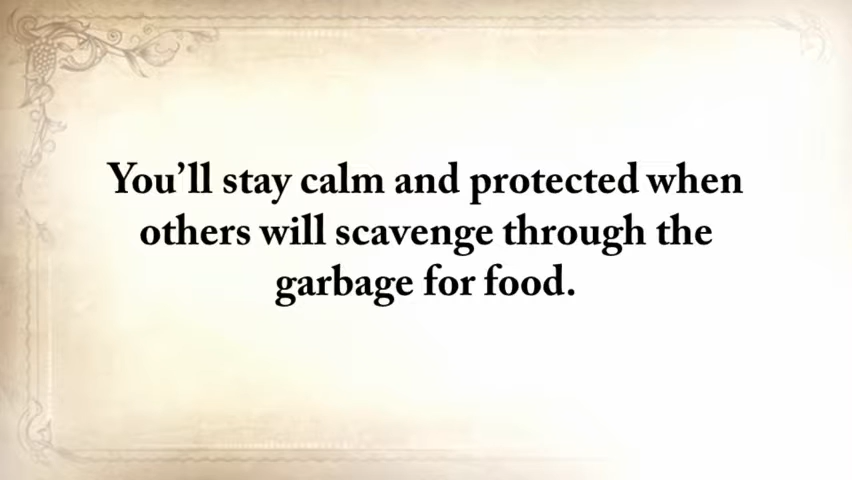 You’ll stay calm and protected when
others will scavenge through the
garbage for food.